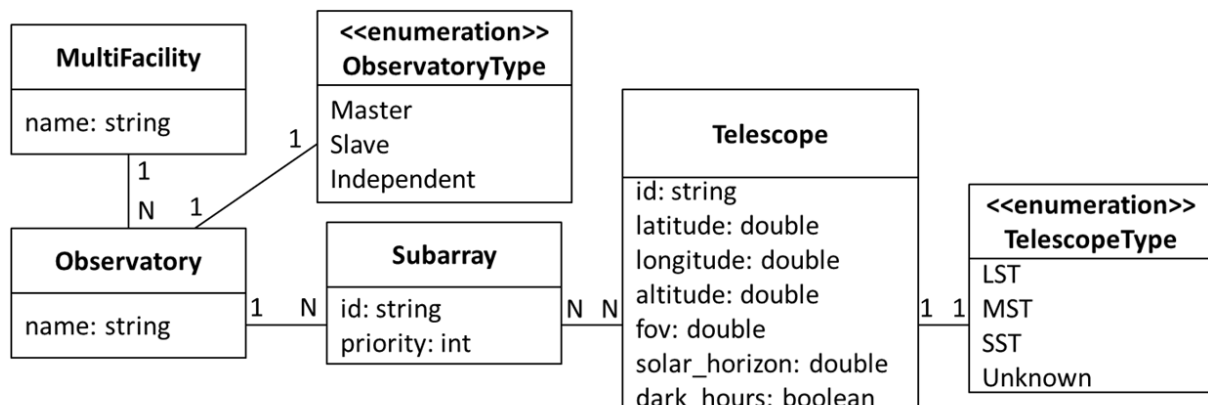 MultiFacility
name: string
<<enumeration>>
ObservatoryType
Master
Slave
Independent
1
N
1
1
Observatory
name: string
1
N
Subarray
id: string
priority: int
N
N
Telescope
id: string
latitude: double
longitude: double
altitude: double
fov: double
solar_horizon: double
dark_hours: boolean
1
1
<<enumeration>>
TelescopeType
LST
MST
SST
Unknown